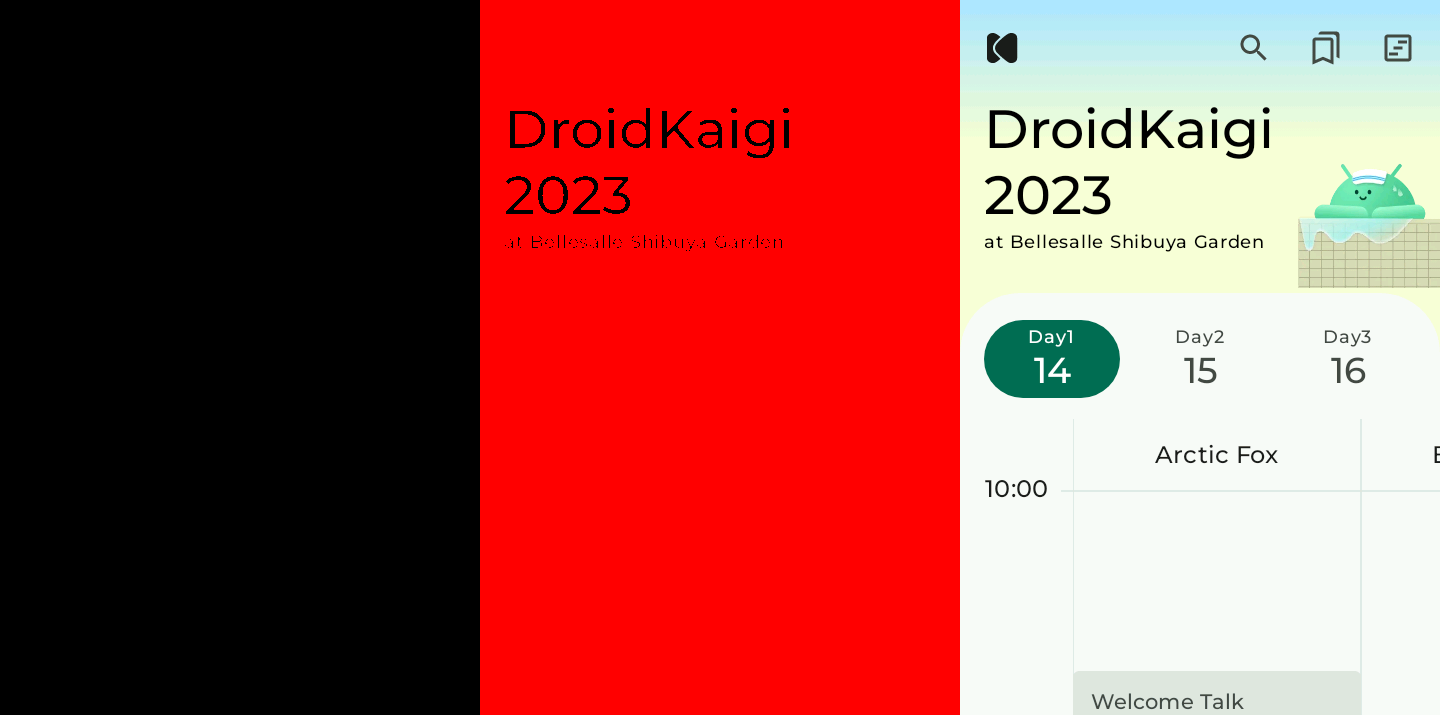 DroidKaigi
2023
at Bellesalle Shibuya Garden
DroidKaigi
2023
at Bellesalle Shibuya Garden
Day1 Day2 Day3
14 15 16
Arctic Fox
10:00
Welcome Talk